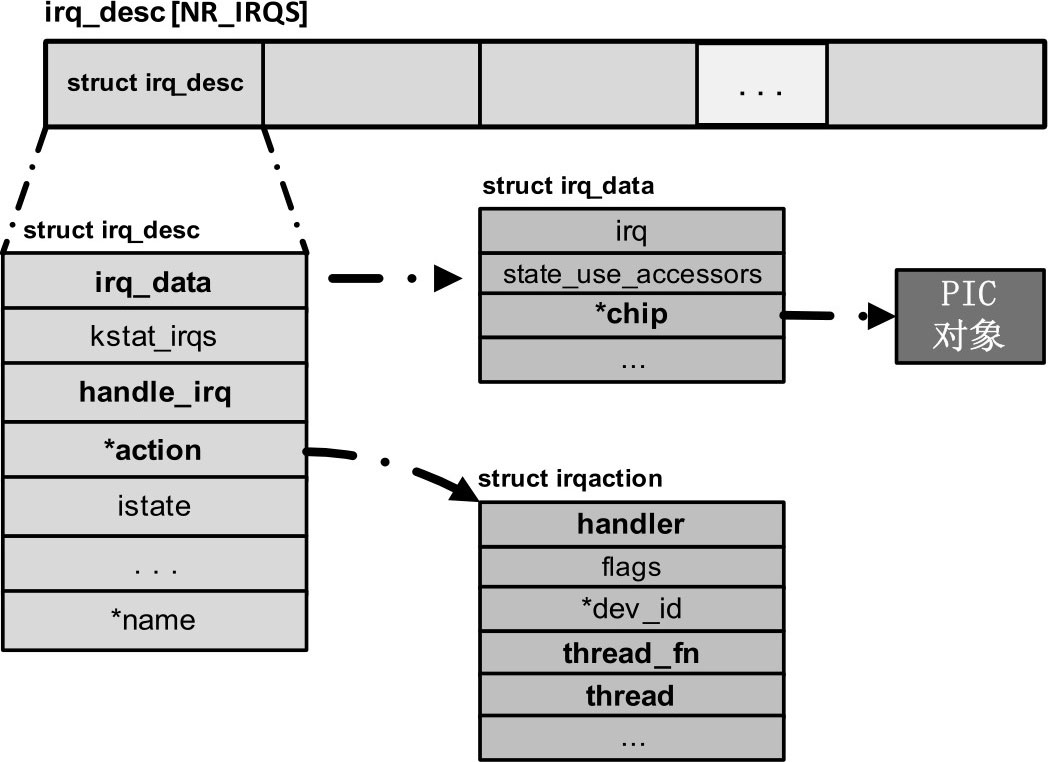 irq_desc [NR_IRQS]
struct irq_desc
. . .
struct irq_desc
irq_data
kstat_irqs
handle_irq
*action
istate
. . .
*name
struct irq_data
irq
state_use_accessors
*chip
...
PIC
对象
struct irqaction
handler
flags
*dev_id
thread_fn
thread
...